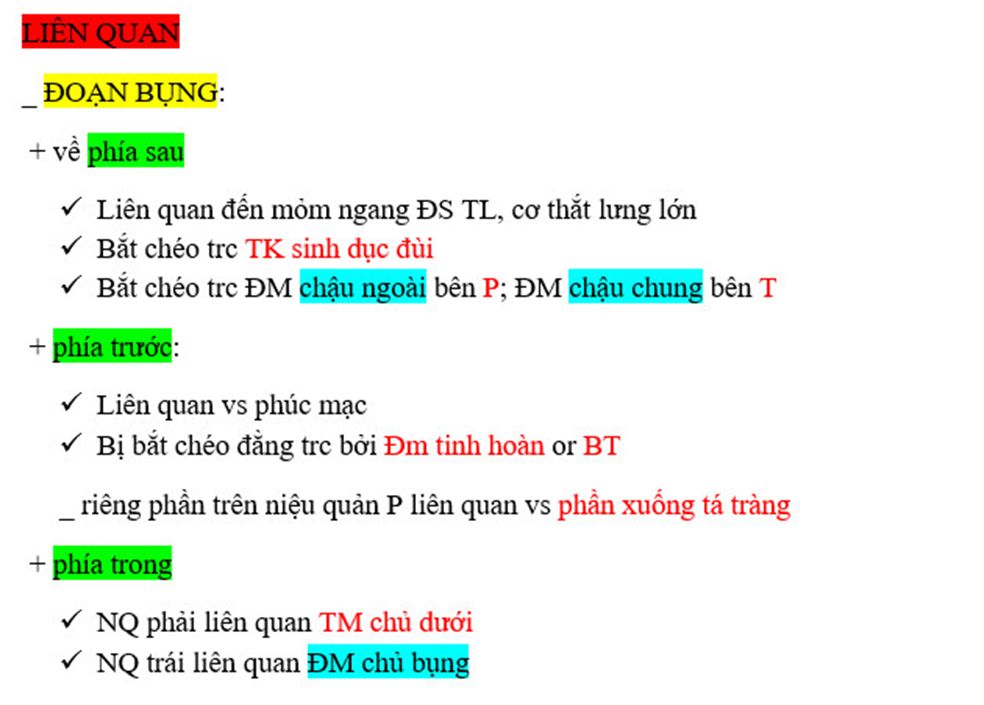 LIÊN QUAN
_ ĐOẠN BỤNG:
+ về phía sau
✓ Liên quan đến mỏm ngang ĐS TL, cơ thắt lưng lớn
✓ Bắt chéo trc TK sinh dục đùi
✓ Bắt chéo trc ĐM chậu ngoài bên P; ĐM chậu chung bên T
+ phía trước:
✓ Liên quan vs phúc mạc
✓ Bị bắt chéo đằng trc bởi Đm tinh hoàn or BT
_ riêng phần trên niệu quản P liên quan vs phần xuống tá tràng
+ phía trong
✓ NQ phải liên quan TM chủ dưới
✓ NQ trái liên quan ĐM chủ bụng